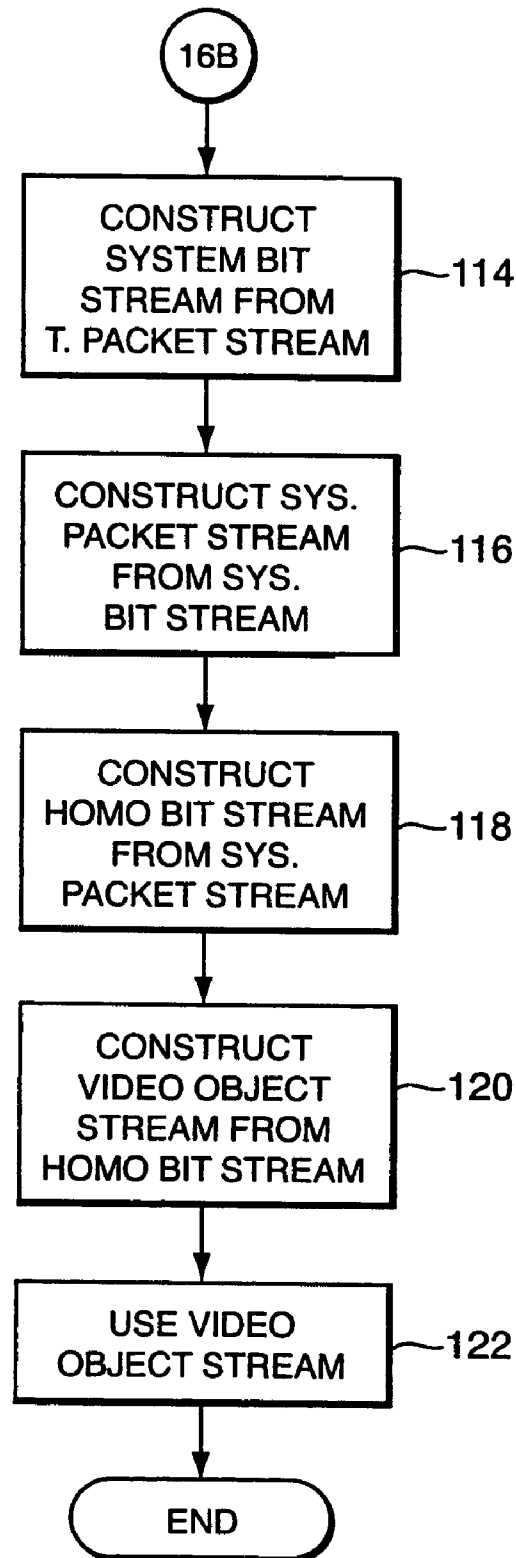 16B
CONSTRUCT
SYSTEM BIT
STREAM FROM
T. PACKET STREAM
114
CONSTRUCT SYS.
PACKET STREAM
FROM SYS.
BIT STREAM
116
CONSTRUCT
HOMO BIT STREAM
FROM SYS.
PACKET STREAM
118
CONSTRUCT
VIDEO OBJECT
STREAM FROM
HOMO BIT STREAM
120
USE VIDEO
OBJECT STREAM
122
END